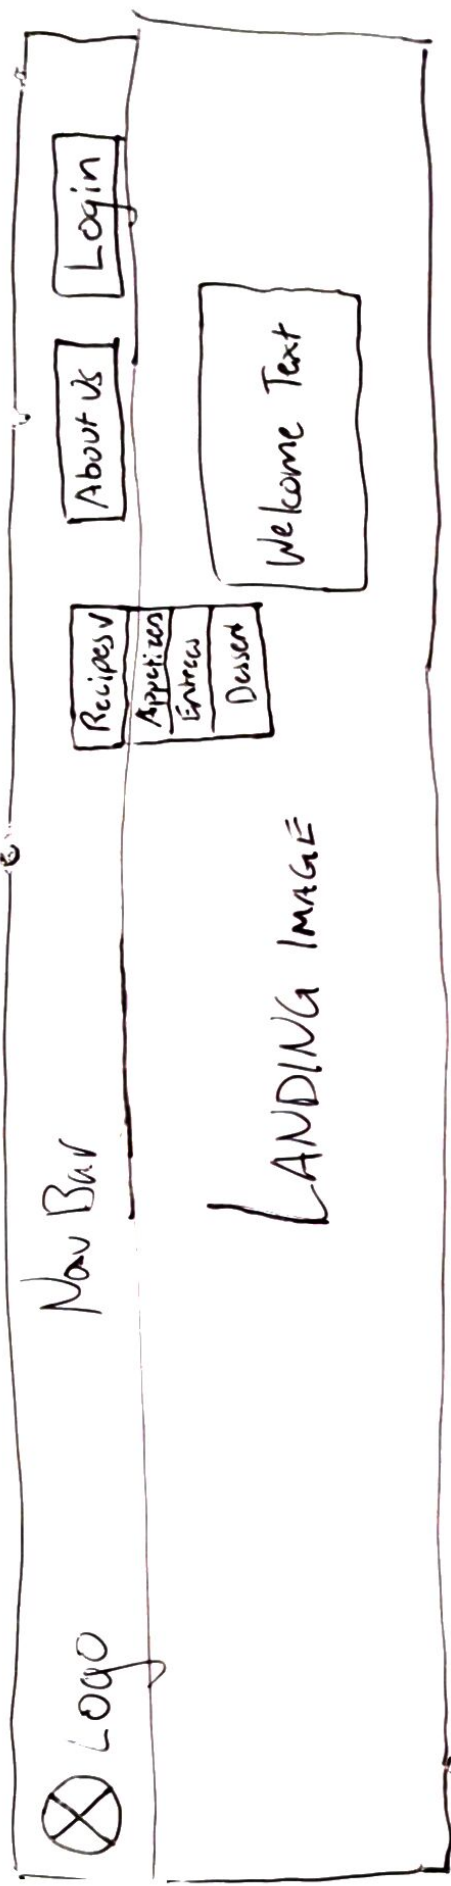 Logo
Nav Bar
Recipes v
About Us
Login
Appetizers
Entrees
Dessert
LANDING IMAGE
Welcome Text